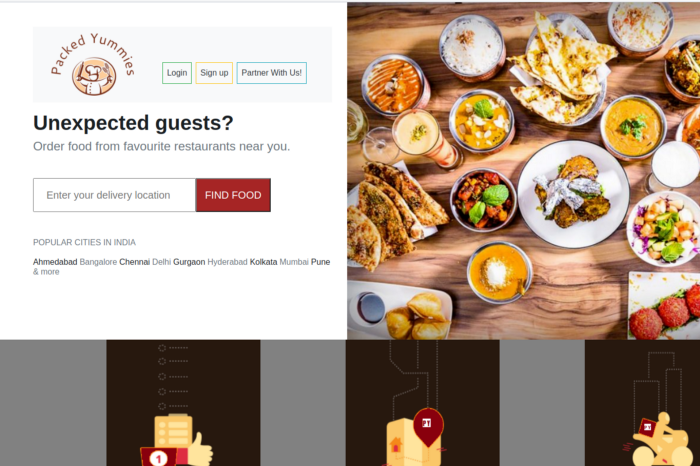 Packed Yummies
Login Sign up Partner With Us!
Unexpected guests?
Order food from favourite restaurants near you.
Enter your delivery location FIND FOOD
POPULAR CITIES IN INDIA
Ahmedabad Bangalore Chennai Delhi Gurgaon Hyderabad Kolkata Mumbai Pune
& more
PY
PY
1